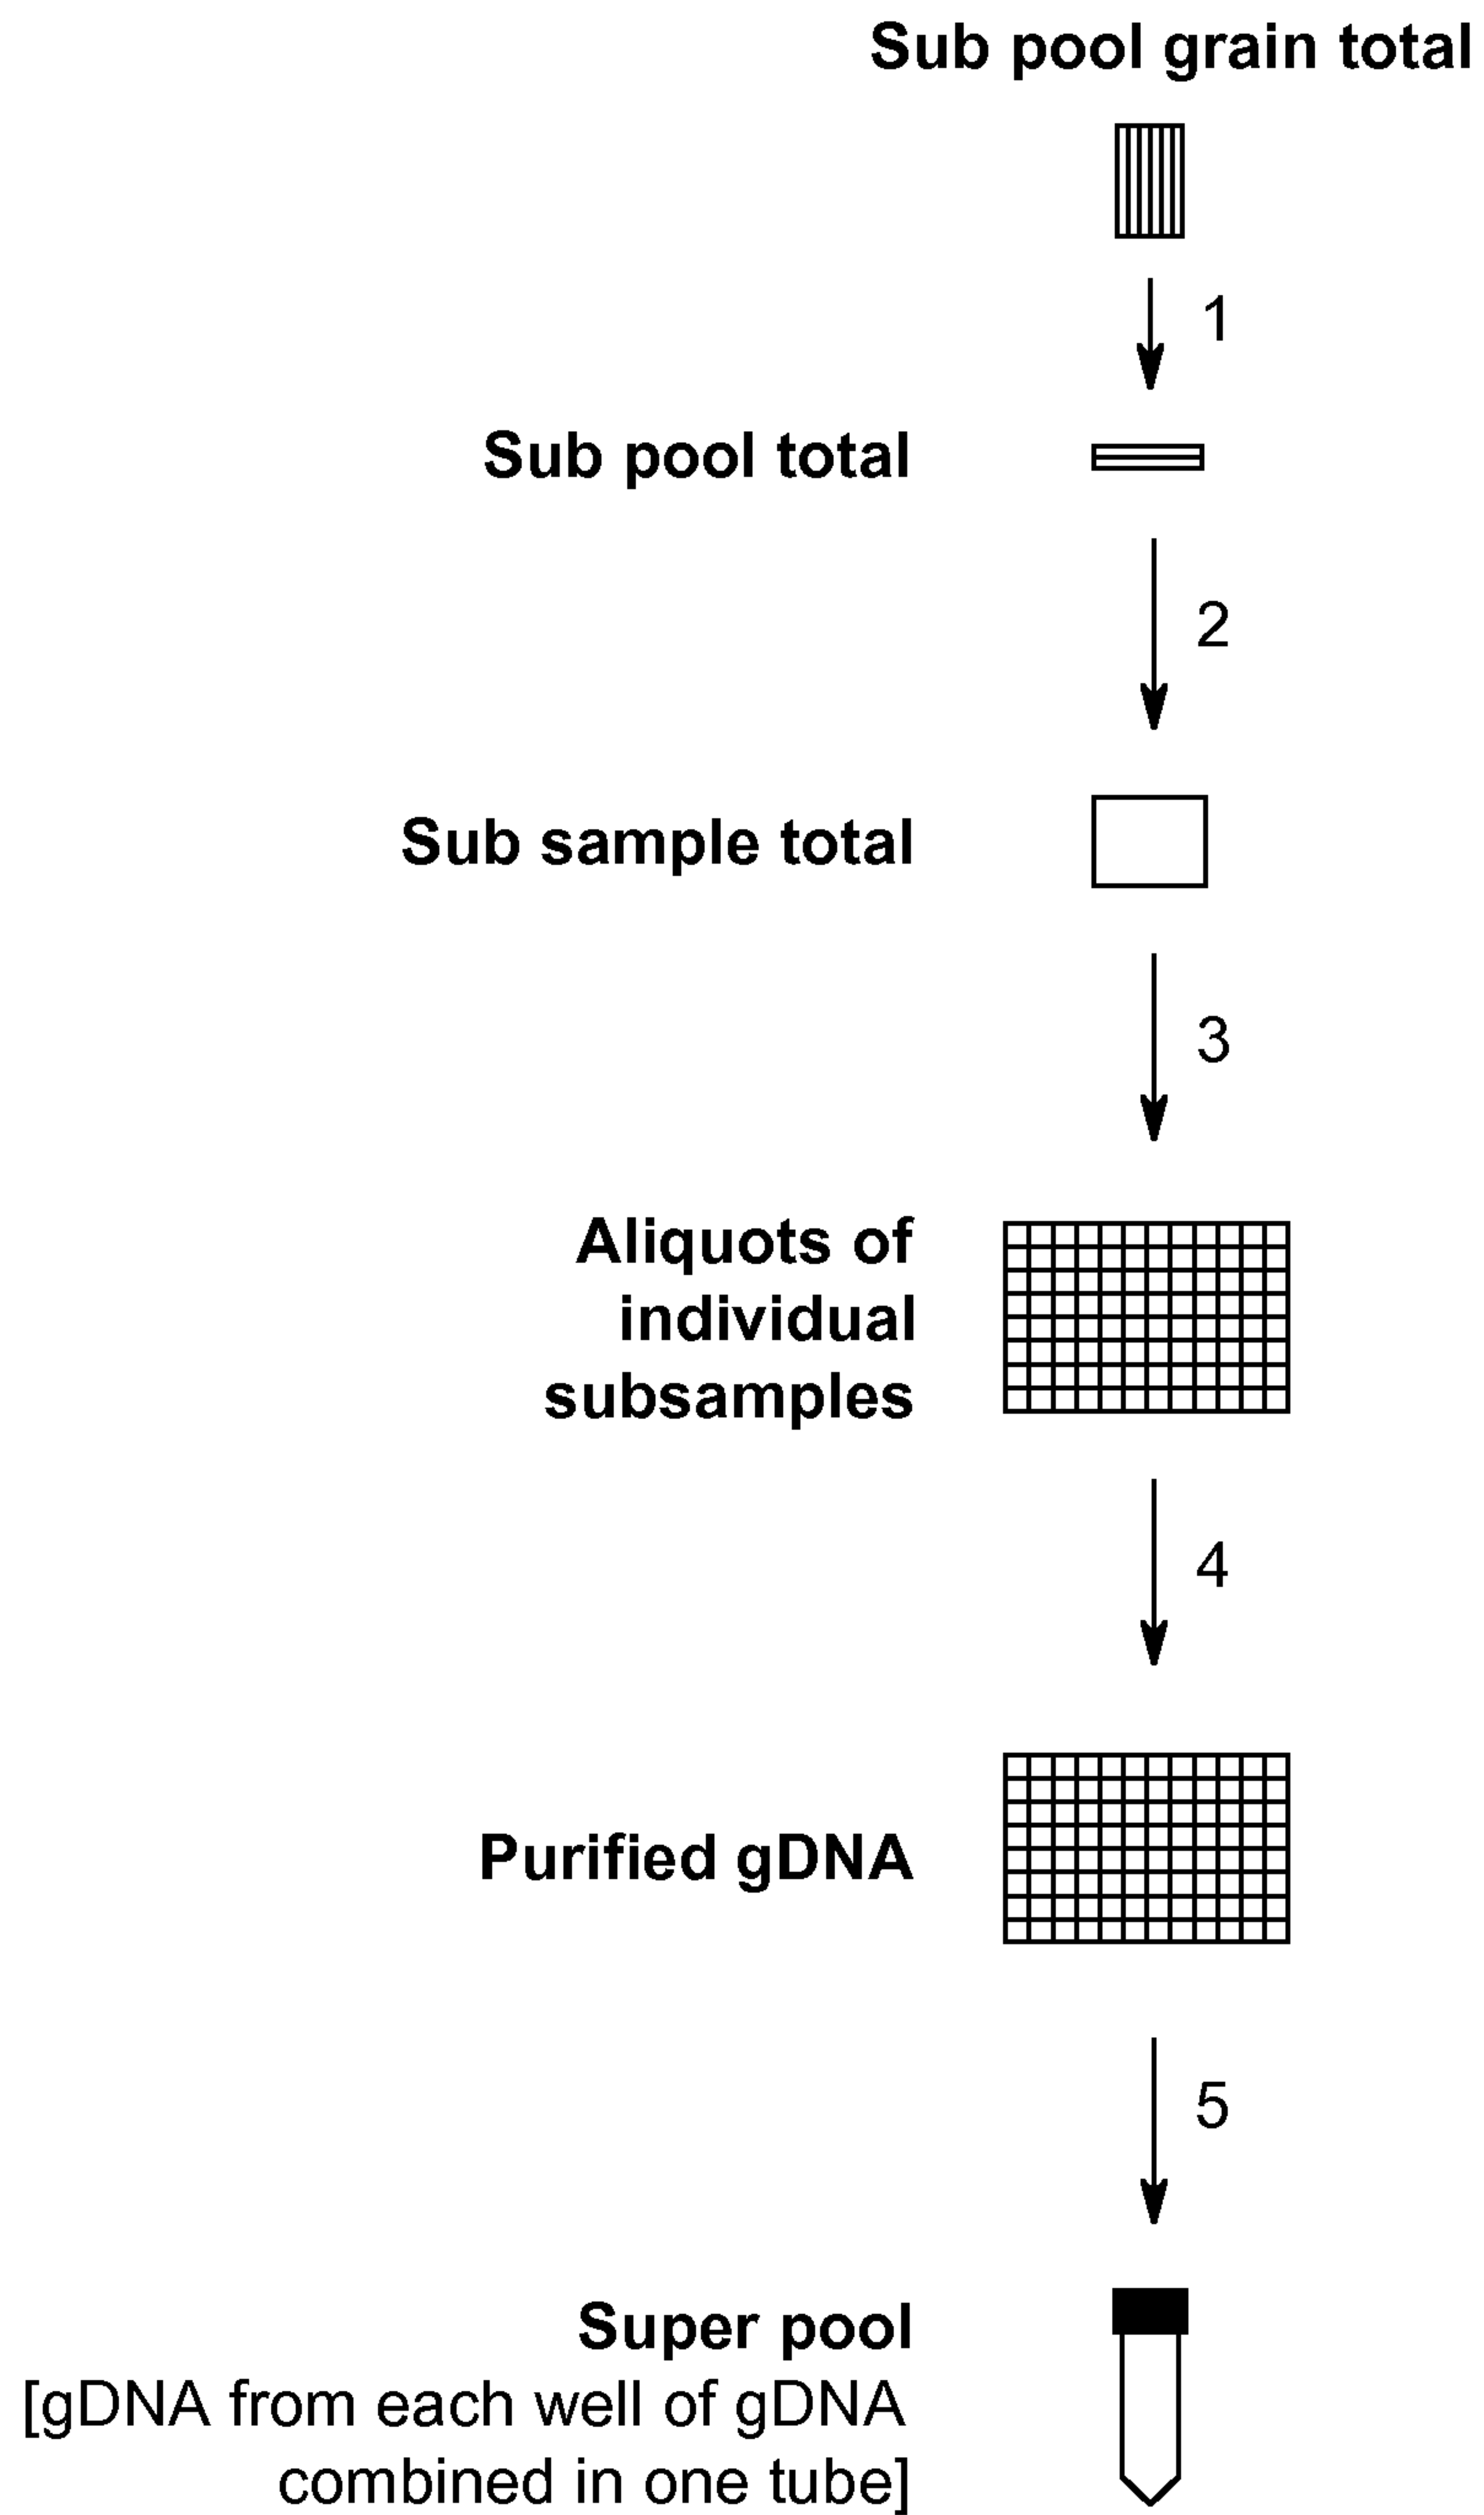 Sub pool grain total
1
Sub pool total
2
Sub sample total
3
Aliquots of
individual
subsamples
4
Purified gDNA
5
Super pool
[gDNA from each well of gDNA
combined in one tube]